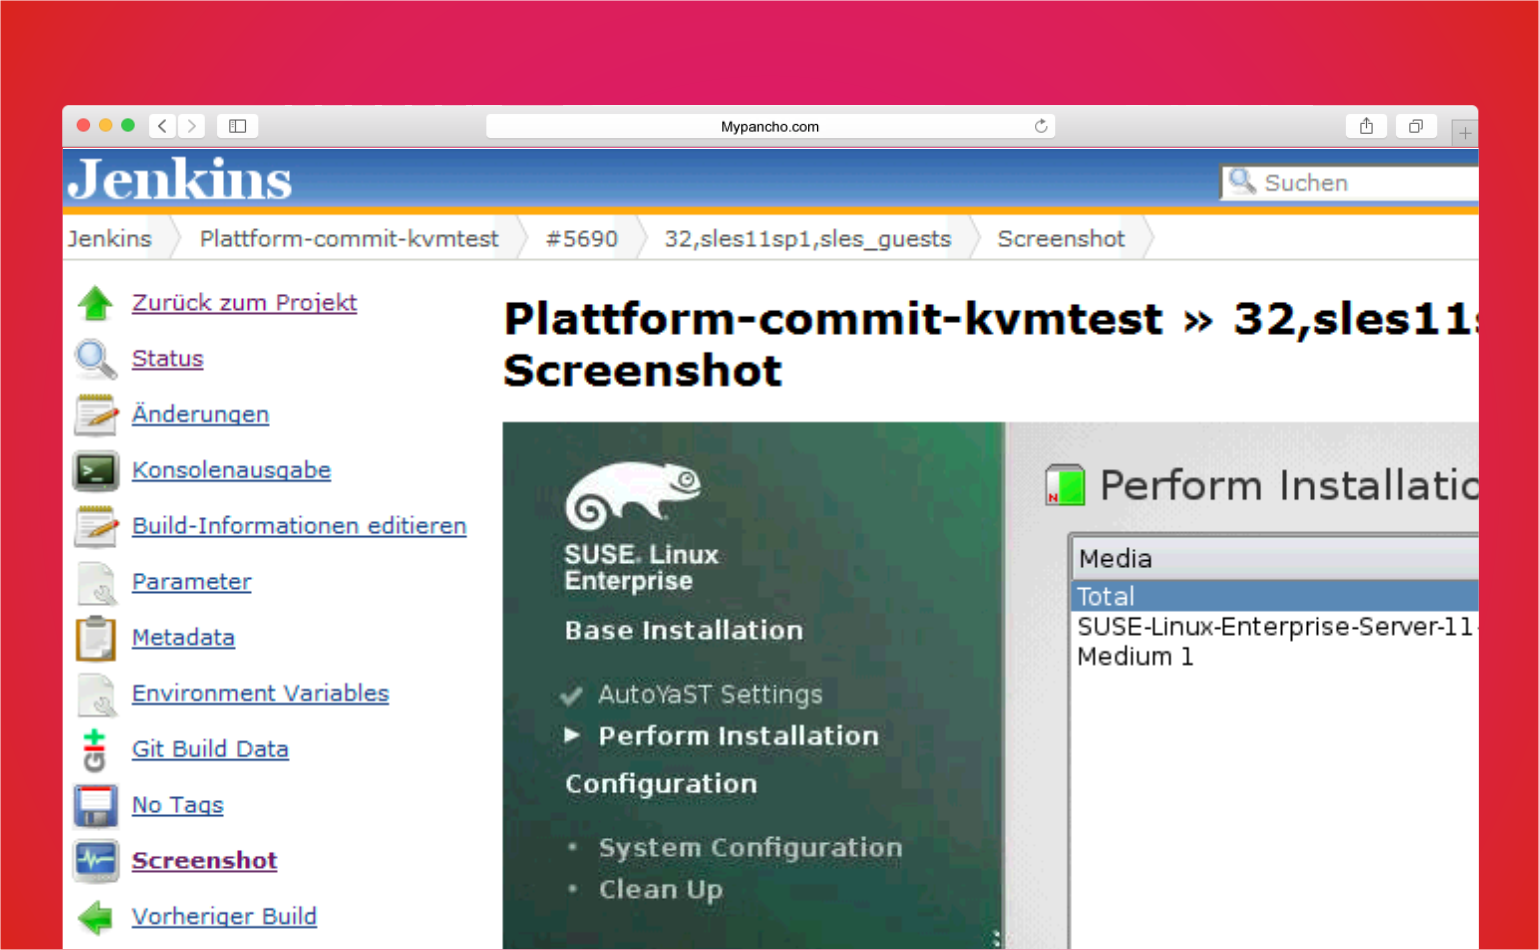 Mypancho.com
Jenkins
Suchen
Jenkins Plattform-commit-kvmtest #5690 32,sles11sp1,sles_guests Screenshot
Zurück zum Projekt
Status
Änderungen
Konsolenausgabe
Build-Informationen editieren
Parameter
Metadata
Environment Variables
Git Build Data
No Tags
Screenshot
Vorheriger Build
Plattform-commit-kvmtest » 32,sles11
Screenshot
SUSE. Linux
Enterprise
Base Installation
AutoYaST Settings
Perform Installation
Configuration
System Configuration
Clean Up
Perform Installatio
Media
Total
SUSE-Linux-Enterprise-Server-11-
Medium 1